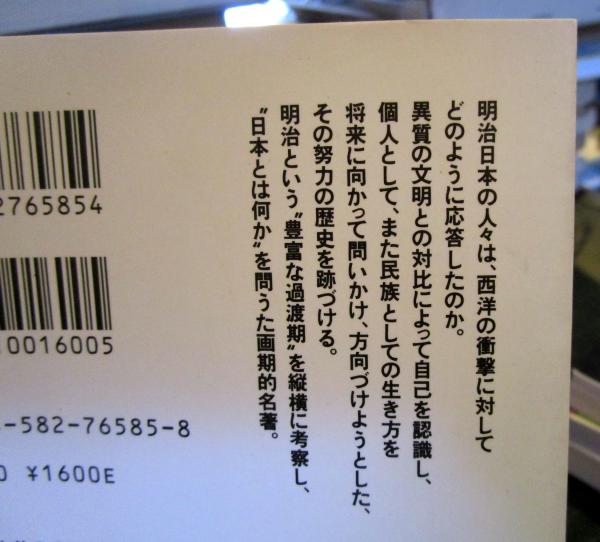 明治日本の人々は、西洋の衝撃に対して
どのように応答したのか。
異質の文明との対比によって自己を認識し、
個人として、また民族としての生き方を
将来に向かって問いかけ、方向づけようとした、
その努力の歴史を跡づける。
明治という〝豊富な過渡期〟を縦横に考察し、
〝日本とは何か〟を問うた画期的名著。
2765854
0016005
-582-76585-8
0 ¥1600E